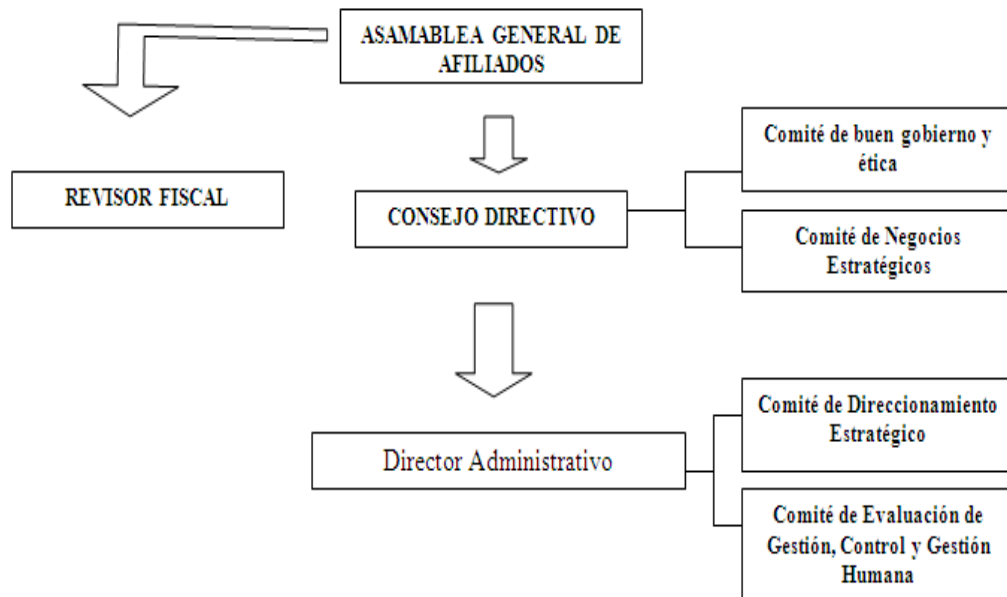 ASAMABLEA GENERAL DE
AFILIADOS
REVISOR FISCAL
CONSEJO DIRECTIVO
Comité de buen gobierno y
ética
Comité de Negocios
Estratégicos
Director Administrativo
Comité de Direccionamiento
Estratégico
Comité de Evaluación de
Gestión, Control y Gestión
Humana